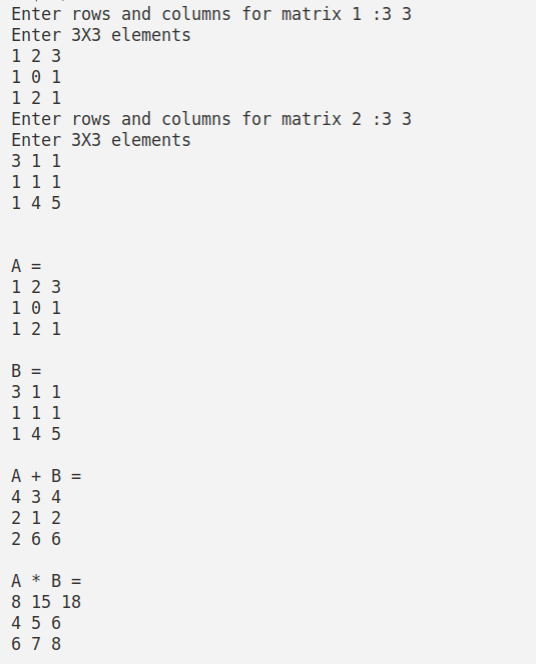 Enter rows and columns for matrix 1 :3 3
Enter 3X3 elements
1 2 3
1 0 1
1 2 1
Enter rows and columns for matrix 2 :3 3
Enter 3X3 elements
3 1 1
1 1 1
1 4 5
A =
1 2 3
1 0 1
1 2 1
B =
3 1 1
1 1 1
1 4 5
A + B =
4 3 4
2 1 2
2 6 6
A * B =
8 15 18
4 5 6
6 7 8